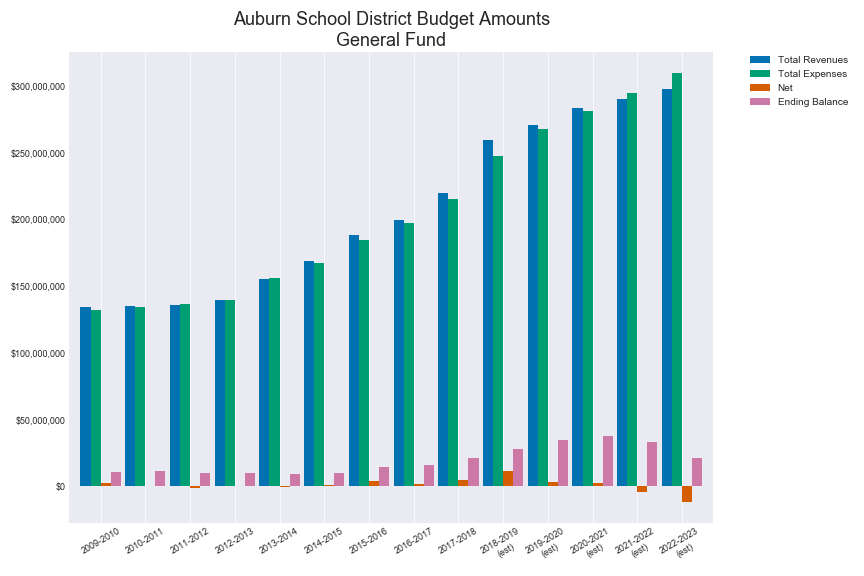 Auburn School District Budget Amounts
General Fund
Total Revenues
Total Expenses
Net
Ending Balance
$300,000,000
$250,000,000
$200,000,000
$150,000,000
$100,000,000
$50,000,000
$0
2009-2010
2010-2011
2011-2012
2012-2013
2013-2014
2014-2015
2015-2016
2016-2017
2017-2018
2018-2019
(est)
2019-2020
(est)
2020-2021
(est)
2021-2022
(est)
2022-2023
(est)